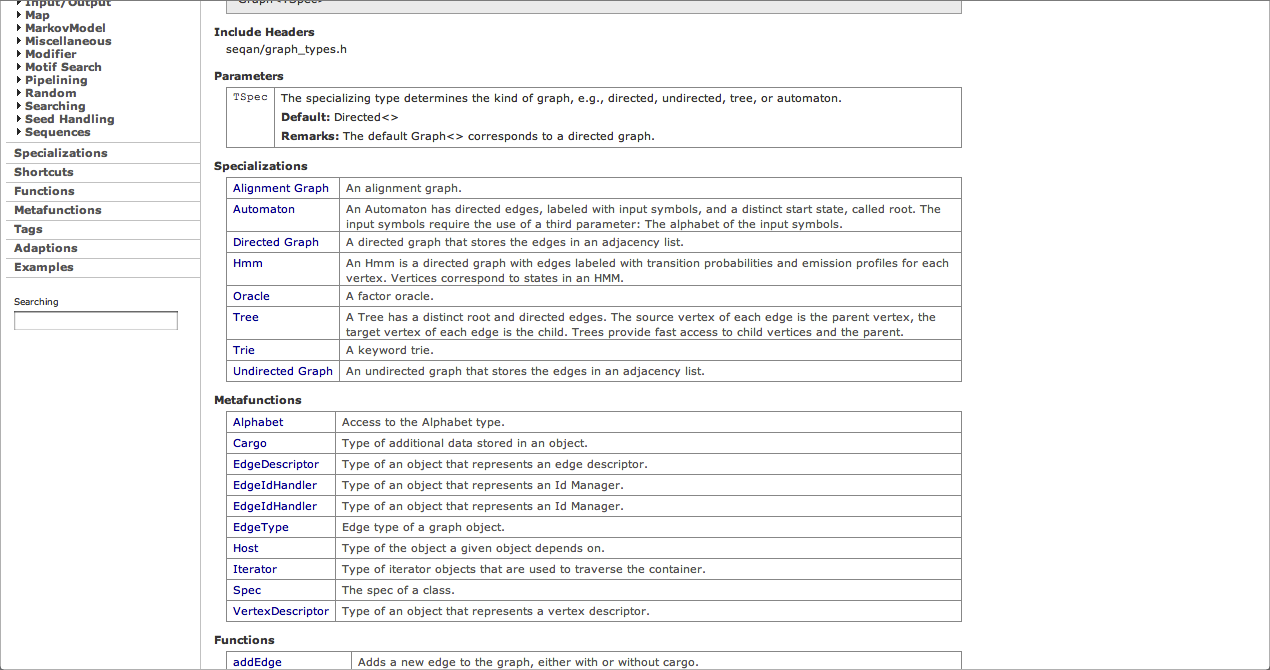 Input/Output
Map
MarkovModel
Miscellaneous
Modifier
Motif Search
Pipelining
Random
Searching
Seed Handling
Sequences
Specializations
Shortcuts
Functions
Metafunctions
Tags
Adaptions
Examples
Searching
Graph<TSpec>
Include Headers
seqan/graph_types.h
Parameters
TSpec The specializing type determines the kind of graph, e.g., directed, undirected, tree, or automaton.
Default: Directed<>
Remarks: The default Graph<> corresponds to a directed graph.
Specializations
Alignment Graph An alignment graph.
Automaton An Automaton has directed edges, labeled with input symbols, and a distinct start state, called root. The
input symbols require the use of a third parameter: The alphabet of the input symbols.
Directed Graph A directed graph that stores the edges in an adjacency list.
Hmm An Hmm is a directed graph with edges labeled with transition probabilities and emission profiles for each
vertex. Vertices correspond to states in an HMM.
Oracle A factor oracle.
Tree A Tree has a distinct root and directed edges. The source vertex of each edge is the parent vertex, the
target vertex of each edge is the child. Trees provide fast access to child vertices and the parent.
Trie A keyword trie.
Undirected Graph An undirected graph that stores the edges in an adjacency list.
Metafunctions
Alphabet Access to the Alphabet type.
Cargo Type of additional data stored in an object.
EdgeDescriptor Type of an object that represents an edge descriptor.
EdgeIdHandler Type of an object that represents an Id Manager.
EdgeIdHandler Type of an object that represents an Id Manager.
EdgeType Edge type of a graph object.
Host Type of the object a given object depends on.
Iterator Type of iterator objects that are used to traverse the container.
Spec The spec of a class.
VertexDescriptor Type of an object that represents a vertex descriptor.
Functions
addEdge Adds a new edge to the graph, either with or without cargo.